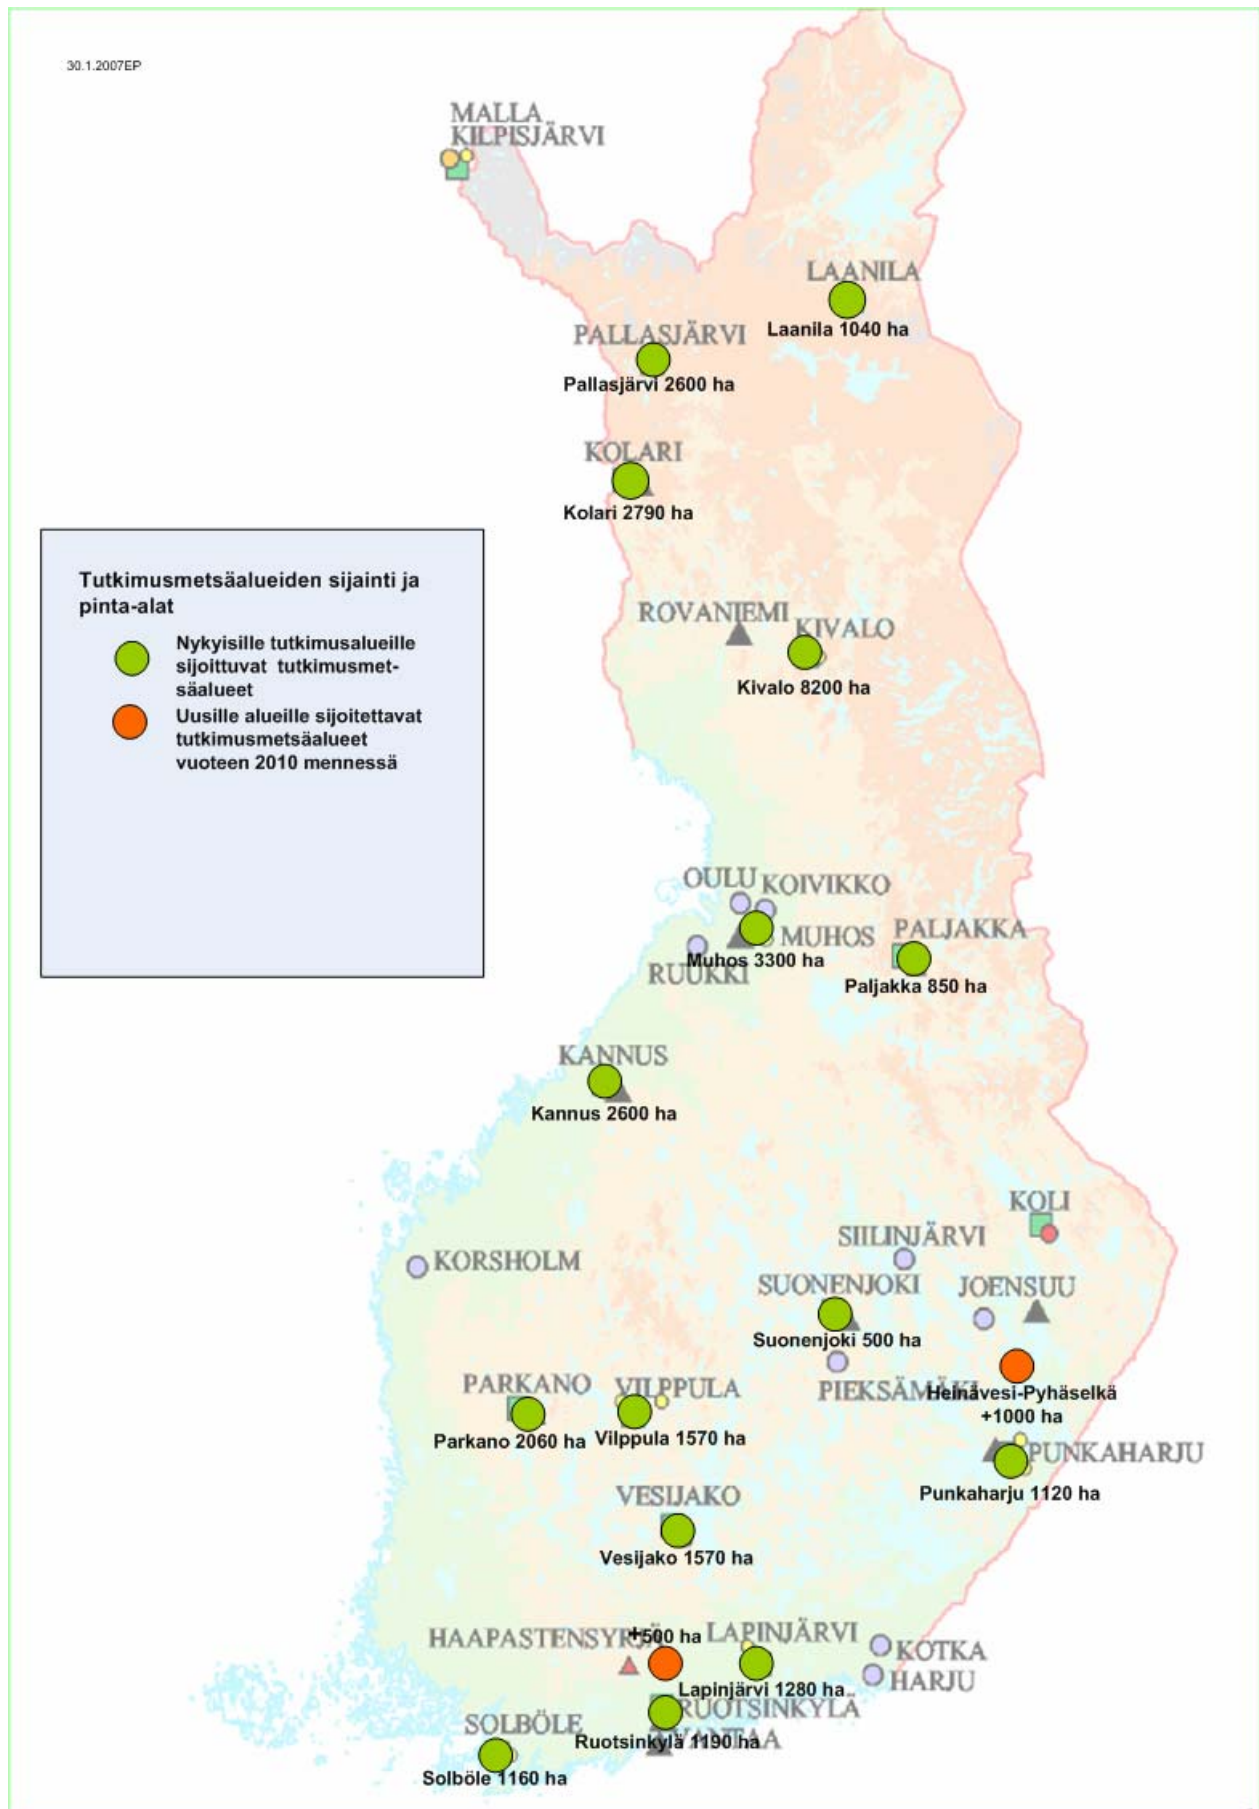 30.1.2007EP
MALLA
KILPISJÄRVI
LAANILA
Laanila 1040 ha
PALLASJÄRVI
Pallasjärvi 2600 ha
KOLARI
Kolari 2790 ha
Tutkimusmetsäalueiden sijainti ja
pinta-alat
Nykyisille tutkimusalueille
sijoittuvat tutkimusmet-
säalueet
Uusille alueille sijoitettavat
tutkimusmetsäalueet
vuoteen 2010 mennessä
ROVANIEMI
KIVALO
Kivalo 8200 ha
OULU
KOIVIKKO
MUHOS
Muhos 3300 ha
RUUKKI
PALJAKKA
Paljakka 850 ha
KANNUS
Kannus 2600 ha
KOLI
SIILINJÄRVI
KORSHOLM
SUONENJOKI
JOENSUU
Suonenjoki 500 ha
PIEKSÄMÄKI
Heinävesi-Pyhäselkä
+1000 ha
PARKANO
VILPPULA
Parkano 2060 ha
Vilppula 1570 ha
PUNKAHARJU
Punkaharju 1120 ha
VESIJAKO
Vesijako 1570 ha
HAAPASTENSYRJÄ
+500 ha
LAPINJÄRVI
Lapinjärvi 1280 ha
KOTKA
HARJU
RUOTSINKYLÄ
Ruotsinkylä 1190 ha
VANTAA
SOLBÖLE
Solböle 1160 ha